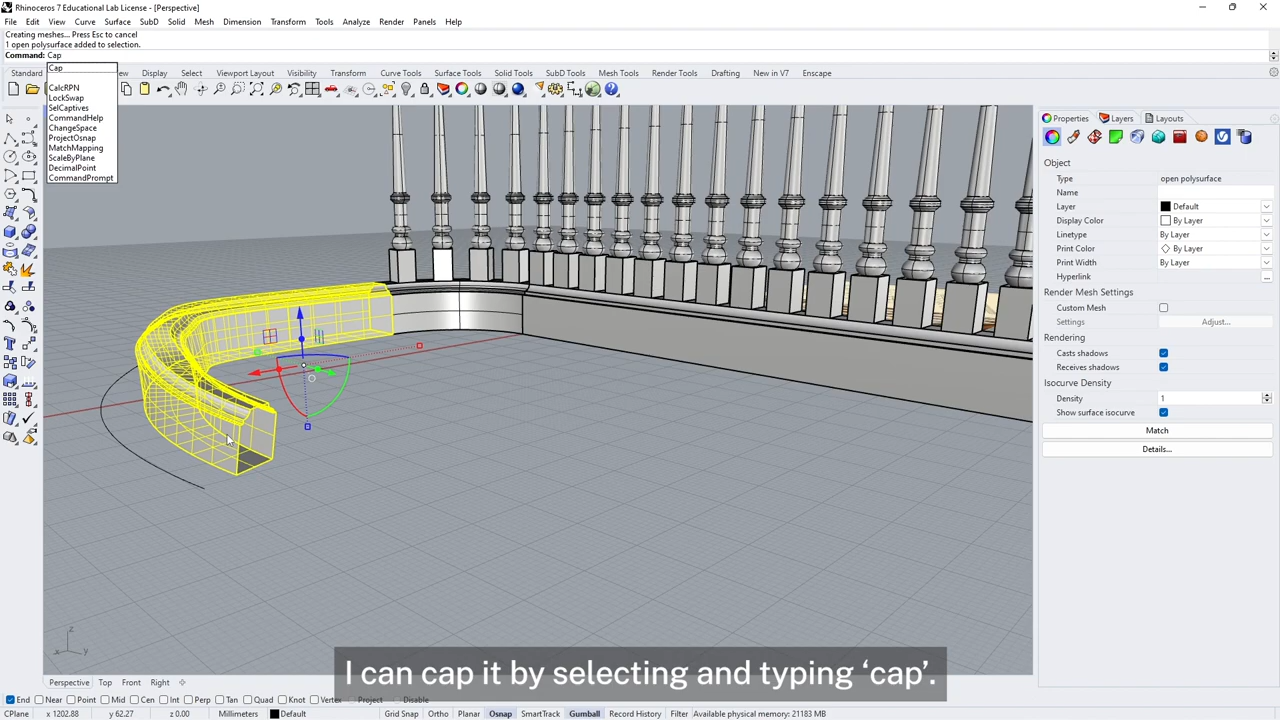 Rhinoceros 7 Educational Lab License - [Perspective]
File Edit View Curve Surface SubD Solid Mesh Dimension Transform Tools Analyze Render Panels Help
Creating meshes... Press Esc to cancel
1 open polysurface added to selection.
Command: Cap
Cap
CalcRPN
LockSwap
SelCaptives
CommandHelp
ChangeSpace
ProjectOsnap
MatchMapping
ScaleByPlane
DecimalPoint
CommandPrompt
Standard Display Select Viewport Layout Visibility Transform Curve Tools Surface Tools Solid Tools SubD Tools Mesh Tools Render Tools Drafting New in V7 Enscape
Properties Layers Layouts
Object
Type open polysurface
Name
Layer Default
Display Color By Layer
Linetype By Layer
Print Color By Layer
Print Width By Layer
Hyperlink ...
Render Mesh Settings
Custom Mesh
Settings Adjust...
Rendering
Casts shadows
Receives shadows
Isocurve Density
Density 1
Show surface isocurve
Match
Details...
z
x y
I can cap it by selecting and typing ‘cap’.
Perspective Top Front Right
End Near Point Mid Cen Int Perp Tan Quad Knot Vertex Project Disable
CPlane x 1202.88 y 62.27 z 0.00 Millimeters Default Grid Snap Ortho Planar Osnap SmartTrack Gumball Record History Filter Available physical memory: 21183 MB